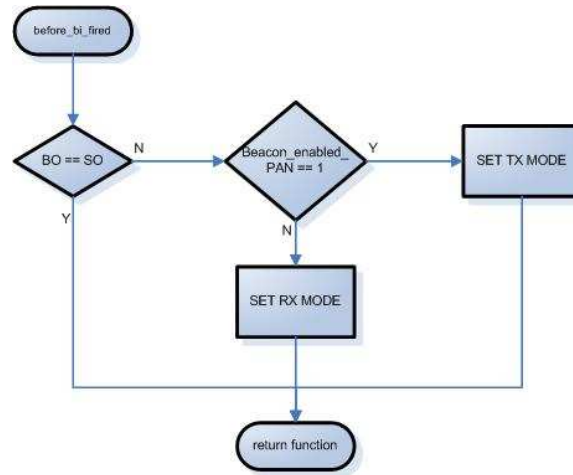 before_bi_fired
BO == SO
N
Beacon_enabled_
PAN == 1
Y
SET TX MODE
Y
N
SET RX MODE
return function